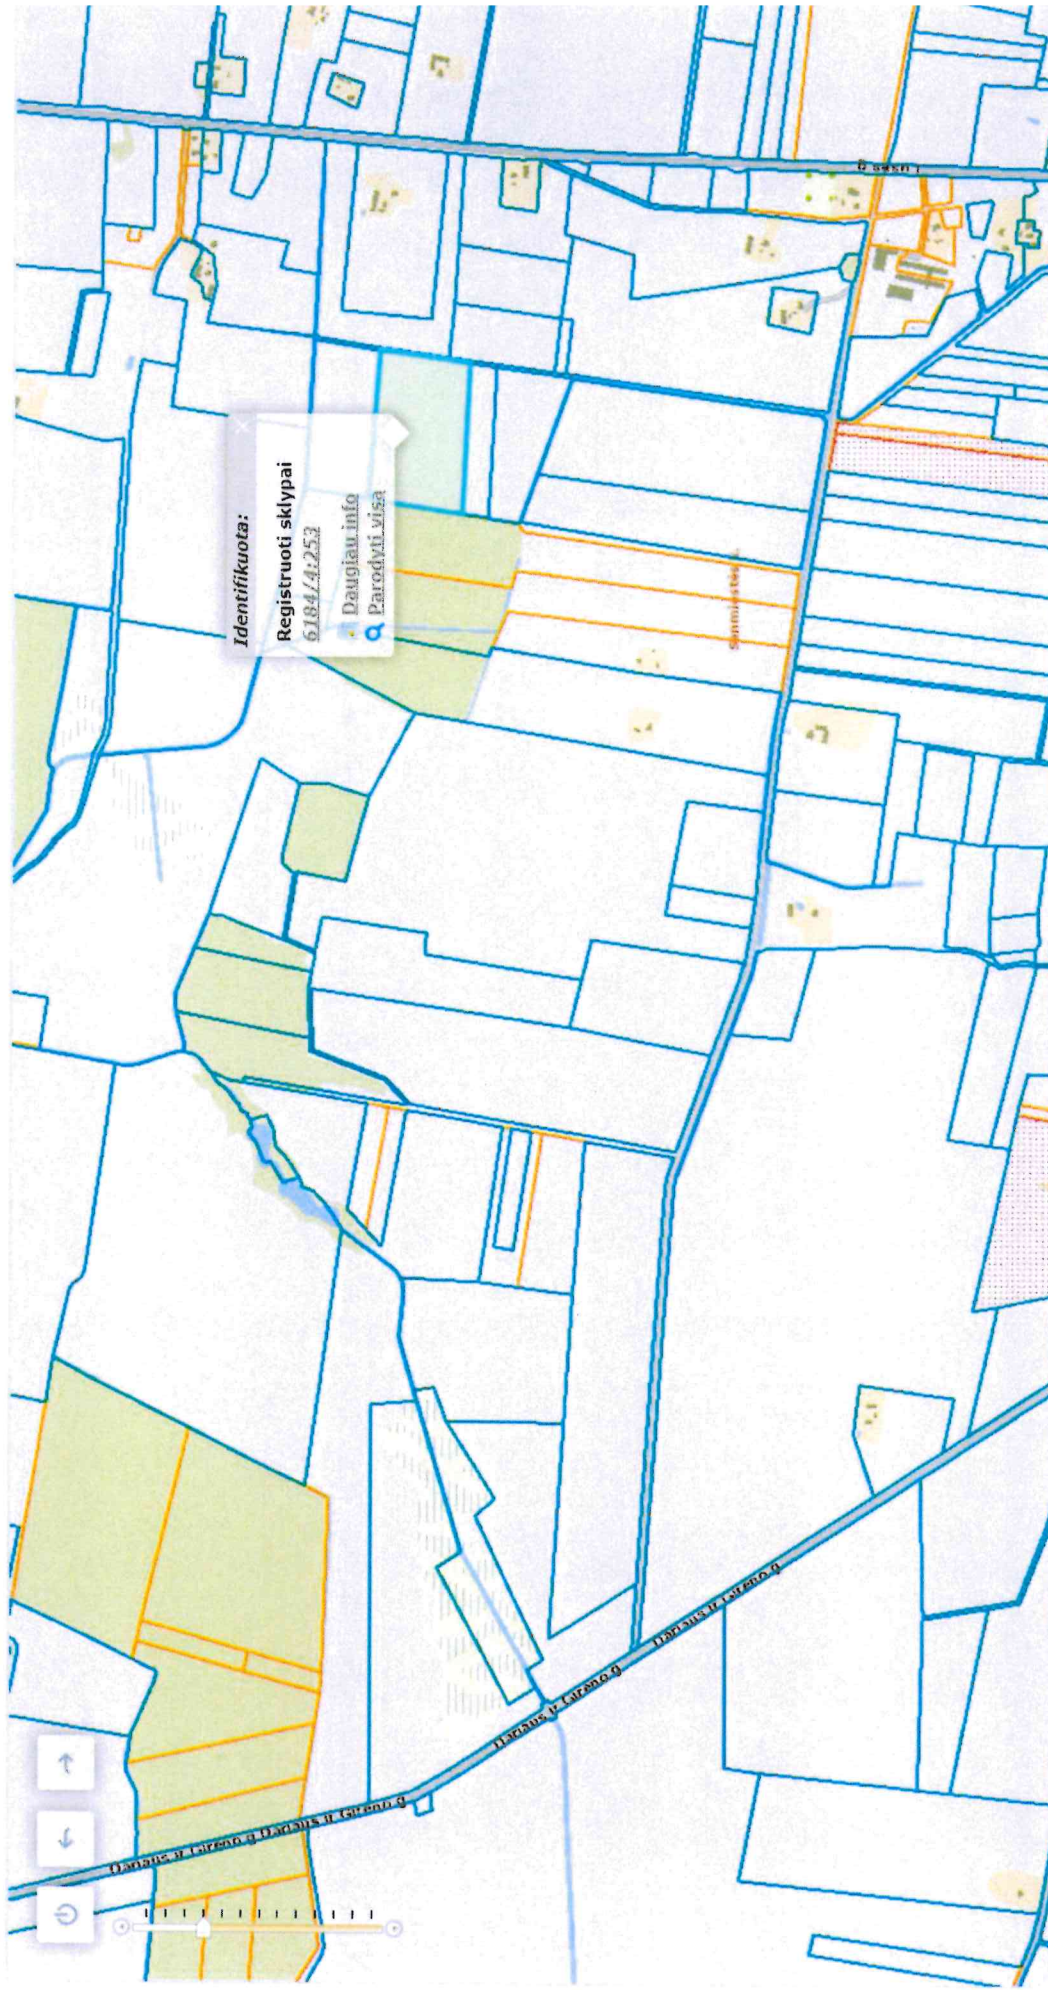 Identifikuota:
Registruoti sklypai
6184/4:253
Daugiau info
Parodyti visą
Dariaus ir Girėno g.
Dariaus ir Girėno g.
Dariaus ir Girėno g.
Dariaus ir Girėno g.